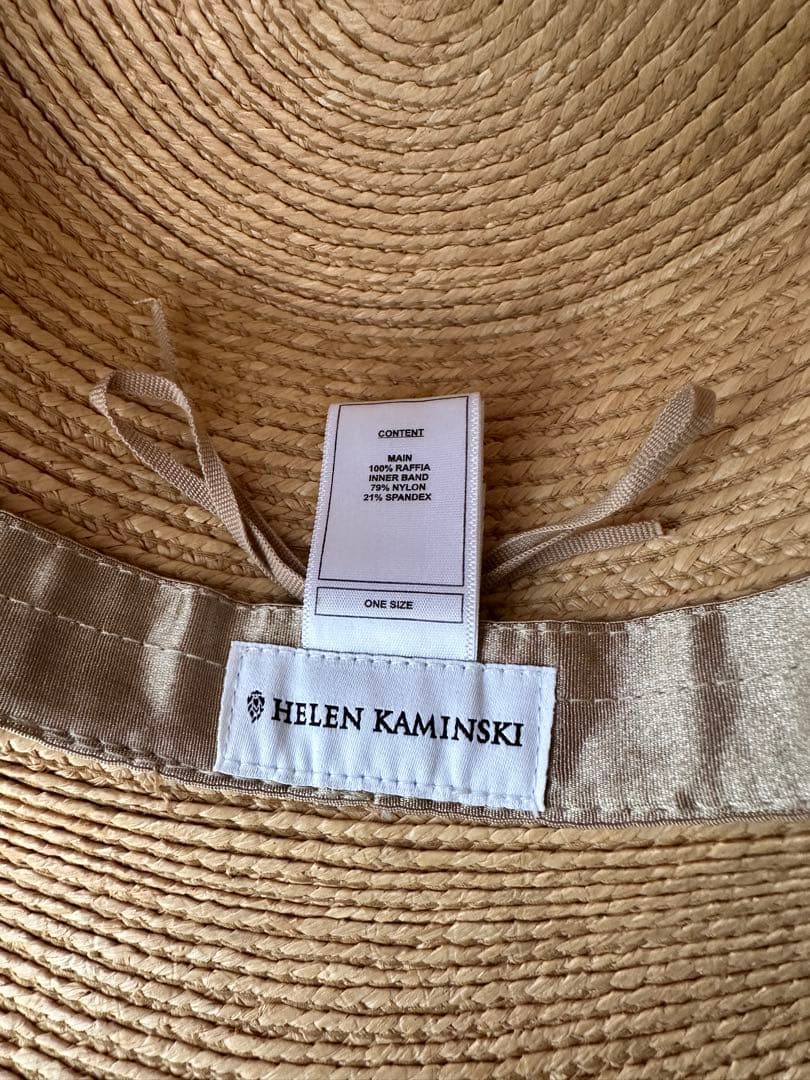 CONTENT
MAIN
100% RAFFIA
INNER BAND
79% NYLON
21% SPANDEX
ONE SIZE
HELEN KAMINSKI